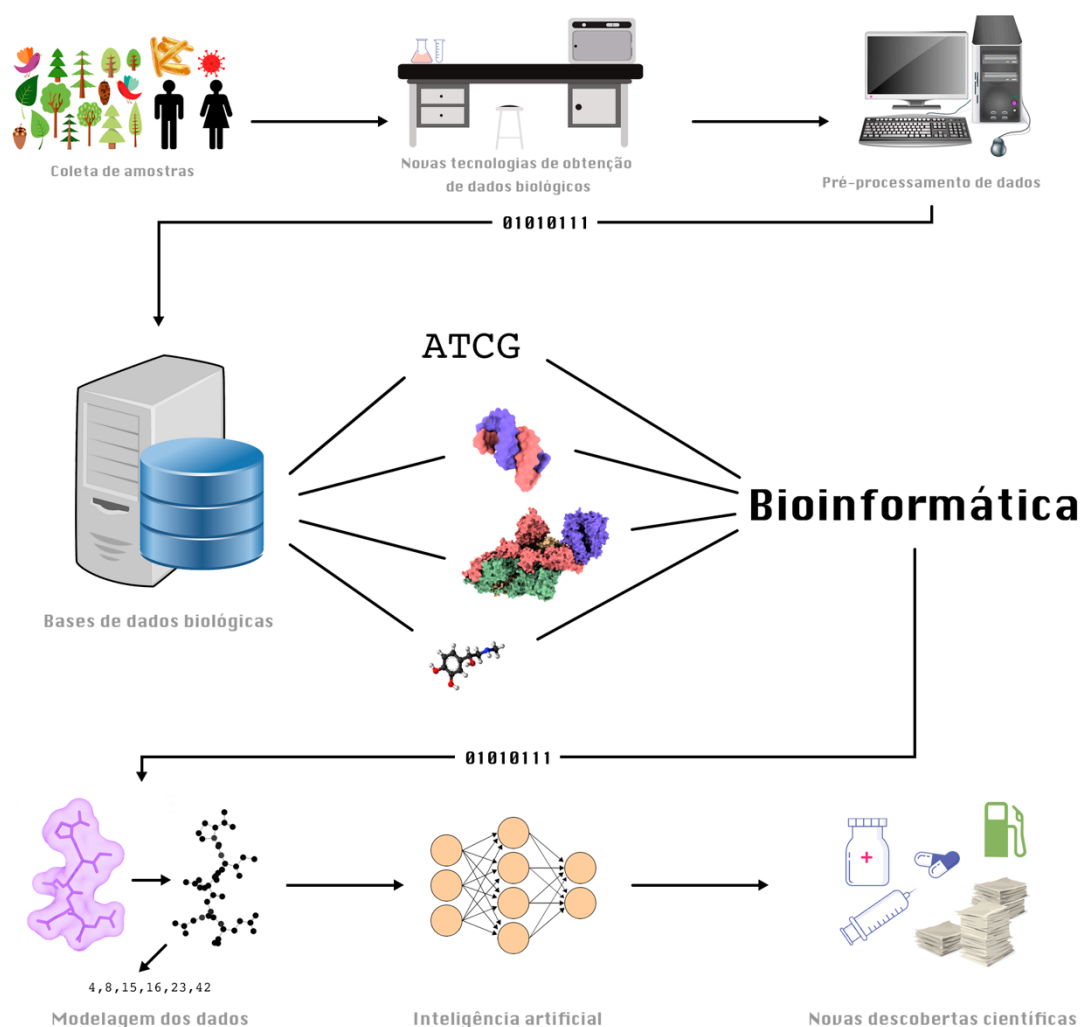 Coleta de amostras
Novas tecnologias de obtenção
de dados biológicos
Pré-processamento de dados
01010111
ATCG
Bioinformática
Bases de dados biológicas
01010111
4,8,15,16,23,42
Modelagem dos dados
Inteligência artificial
Novas descobertas científicas